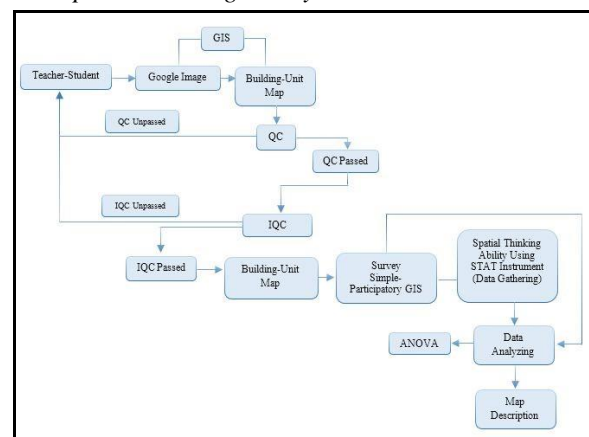 GIS
Teacher-Student
Google Image
Building-Unit
Map
QC Unpassed
QC
QC Passed
IQC Unpassed
IQC
IQC Passed
Building-Unit
Map
Survey
Simple-
Participatory GIS
Spatial Thinking
Ability Using
STAT Instrument
(Data Gathering)
ANOVA
Data
Analyzing
Map
Description